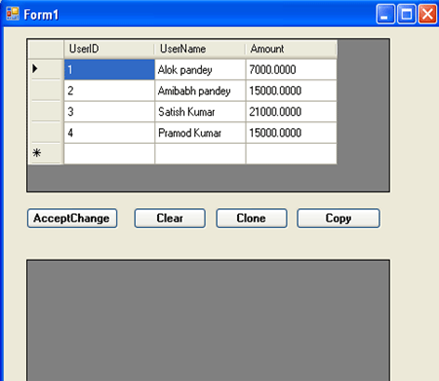 Form1
UserID UserName Amount
1 Alok pandey 7000.0000
2 Amibabh pandey 15000.0000
3 Satish Kumar 21000.0000
4 Pramod Kumar 15000.0000
AcceptChange Clear Clone Copy